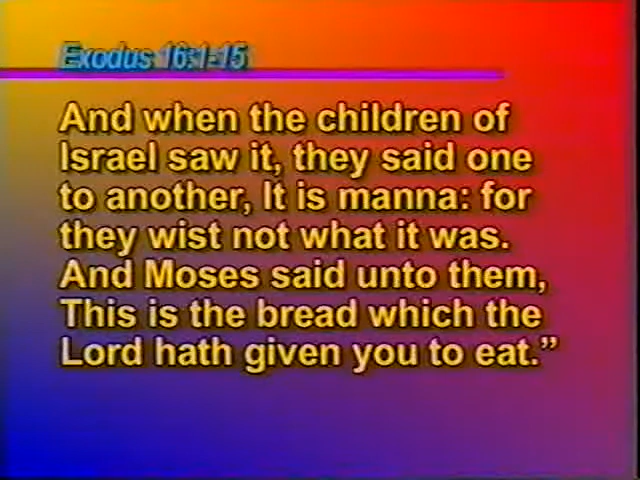 Exodus 16:1-15
And when the children of
Israel saw it, they said one
to another, It is manna: for
they wist not what it was.
And Moses said unto them,
This is the bread which the
Lord hath given you to eat.”